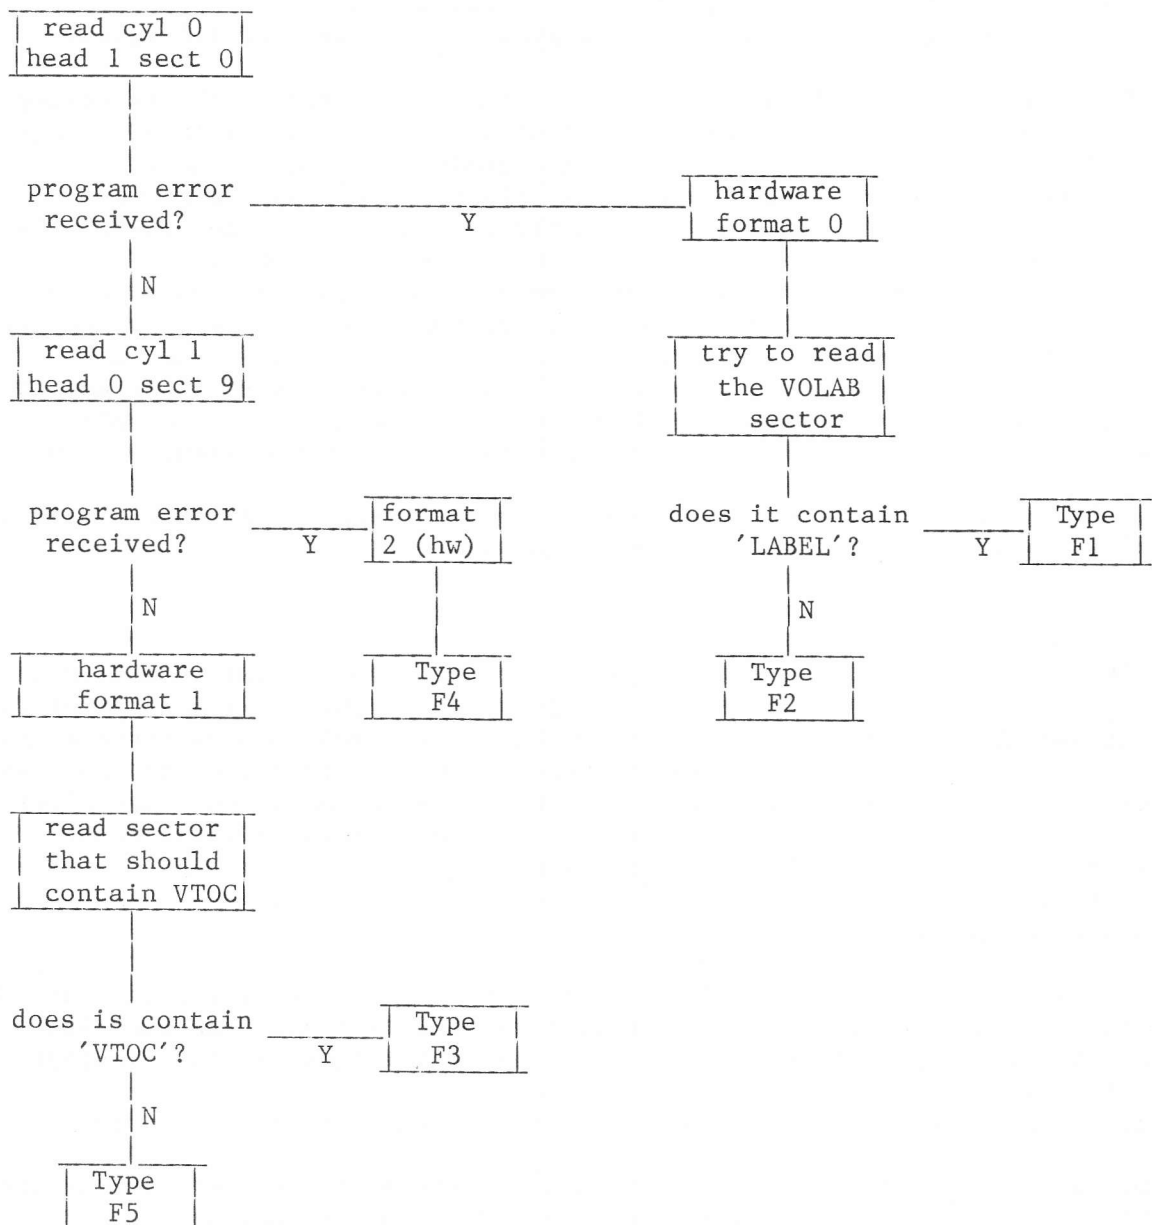 read cyl 0
head 1 sect 0
program error
received?
Y
hardware
format 0
N
read cyl 1
head 0 sect 9
try to read
the VOLAB
sector
program error
received?
Y
format
2 (hw)
does it contain
'LABEL'?
Y
Type
F1
N
N
hardware
format 1
Type
F4
Type
F2
read sector
that should
contain VTOC
does is contain
'VTOC'?
Y
Type
F3
N
Type
F5